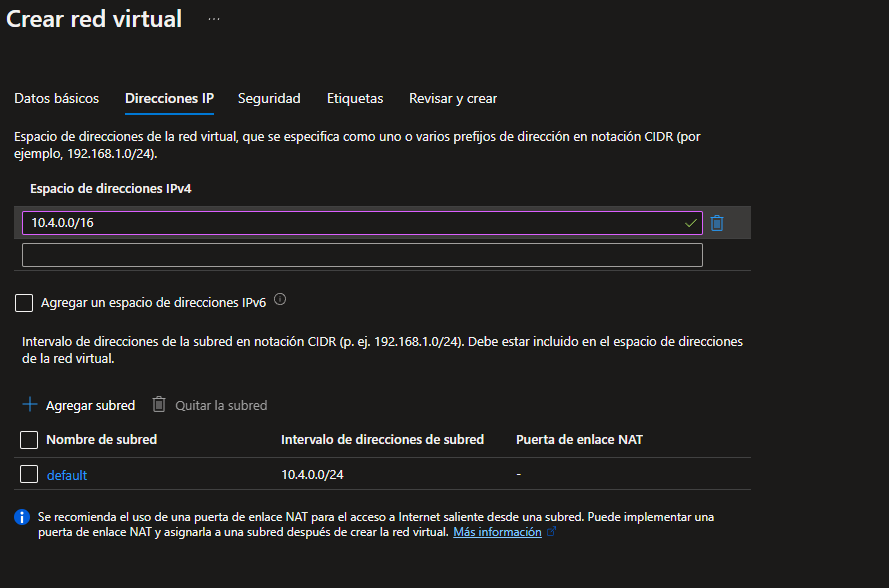 Crear red virtual ...
Datos básicos Direcciones IP Seguridad Etiquetas Revisar y crear
Espacio de direcciones de la red virtual, que se especifica como uno o varios prefijos de dirección en notación CIDR (por
ejemplo, 192.168.1.0/24).
Espacio de direcciones IPv4
10.4.0.0/16
Agregar un espacio de direcciones IPv6
Intervalo de direcciones de la subred en notación CIDR (p. ej. 192.168.1.0/24). Debe estar incluido en el espacio de direcciones
de la red virtual.
Agregar subred Quitar la subred
Nombre de subred Intervalo de direcciones de subred Puerta de enlace NAT
default 10.4.0.0/24 -
Se recomienda el uso de una puerta de enlace NAT para el acceso a Internet saliente desde una subred. Puede implementar una
puerta de enlace NAT y asignarla a una subred después de crear la red virtual. Más información